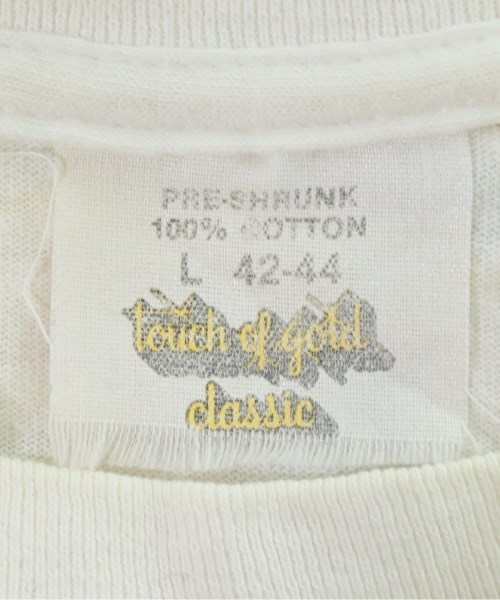 PRE-SHRUNK
100% COTTON
L 42-44
touch of gold
classic